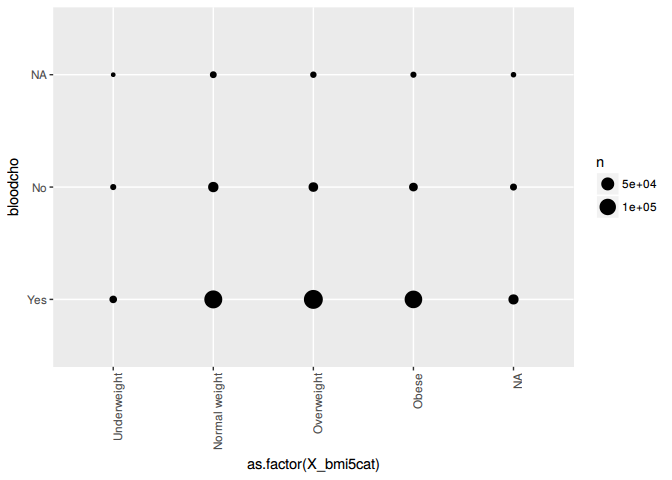 NA
No
Yes
bloodcho
Underweight
Normal weight
Overweight
Obese
NA
as.factor(X_bmi5cat)
n
5e+04
1e+05